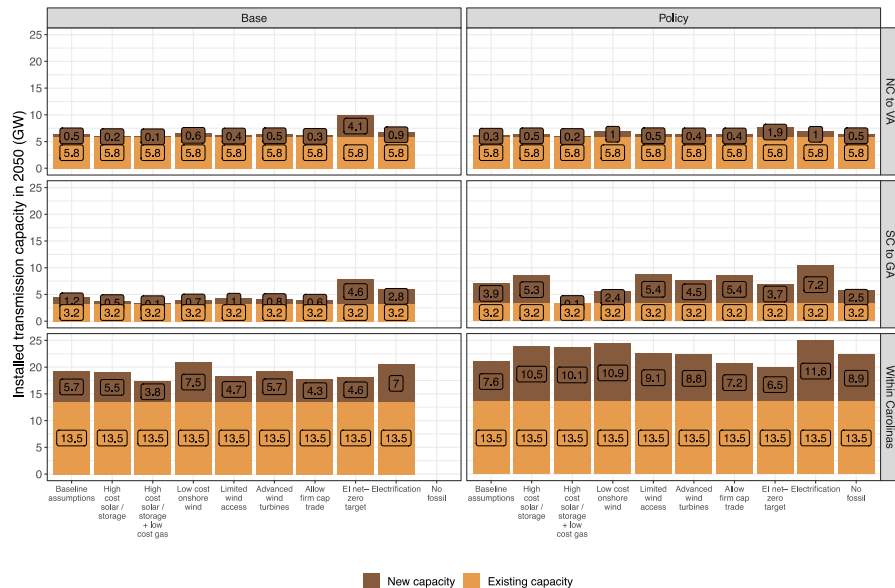 Base
Policy
Installed transmission capacity in 2050 (GW)
25
20
15
10
5
0
0.5
0.2
0.1
0.6
0.4
0.5
0.3
4.1
0.9
5.8
5.8
5.8
5.8
5.8
5.8
5.8
5.8
5.8
0.3
0.5
0.2
1
0.5
0.4
0.4
1.9
1
0.5
5.8
5.8
5.8
5.8
5.8
5.8
5.8
5.8
5.8
5.8
NC to VA
25
20
15
10
5
0
1.2
0.5
0.1
0.7
1
0.8
0.6
4.6
2.8
3.2
3.2
3.2
3.2
3.2
3.2
3.2
3.2
3.2
3.9
5.3
0.1
2.4
5.4
4.5
5.4
3.7
7.2
2.5
3.2
3.2
3.2
3.2
3.2
3.2
3.2
3.2
3.2
3.2
SC to GA
25
20
15
10
5
0
5.7
5.5
3.8
7.5
4.7
5.7
4.3
4.6
7
13.5
13.5
13.5
13.5
13.5
13.5
13.5
13.5
13.5
7.6
10.5
10.1
10.9
9.1
8.8
7.2
6.5
11.6
8.9
13.5
13.5
13.5
13.5
13.5
13.5
13.5
13.5
13.5
13.5
Within Carolinas
Baseline
assumptions
High
cost
solar /
storage
High
cost
solar /
storage
+ low
cost gas
Low cost
onshore
wind
Limited
wind
access
Advanced
wind
turbines
Allow
firm cap
trade
EI net–
zero
target
Electrification
No
fossil
Baseline
assumptions
High
cost
solar /
storage
High
cost
solar /
storage
+ low
cost gas
Low cost
onshore
wind
Limited
wind
access
Advanced
wind
turbines
Allow
firm cap
trade
EI net–
zero
target
Electrification
No
fossil
New capacity
Existing capacity